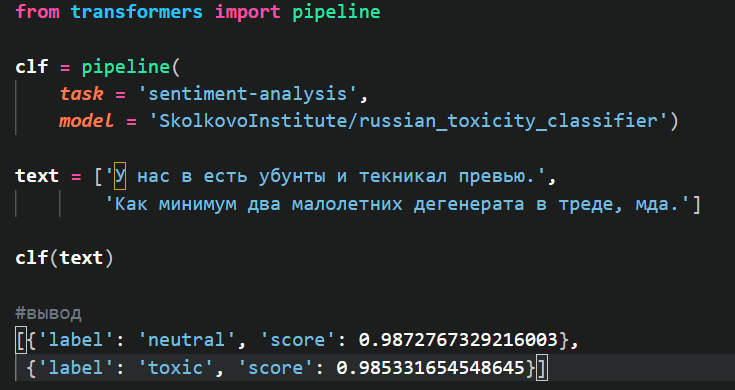 from transformers import pipeline
clf = pipeline(
task = 'sentiment-analysis',
model = 'SkolkovoInstitute/russian_toxicity_classifier')
text = ['У нас в есть убунты и текникал превью.',
'Как минимум два малолетних дегенерата в треде, мда.']
clf(text)
#вывод
[{'label': 'neutral', 'score': 0.9872767329216003},
{'label': 'toxic', 'score': 0.985331654548645}]